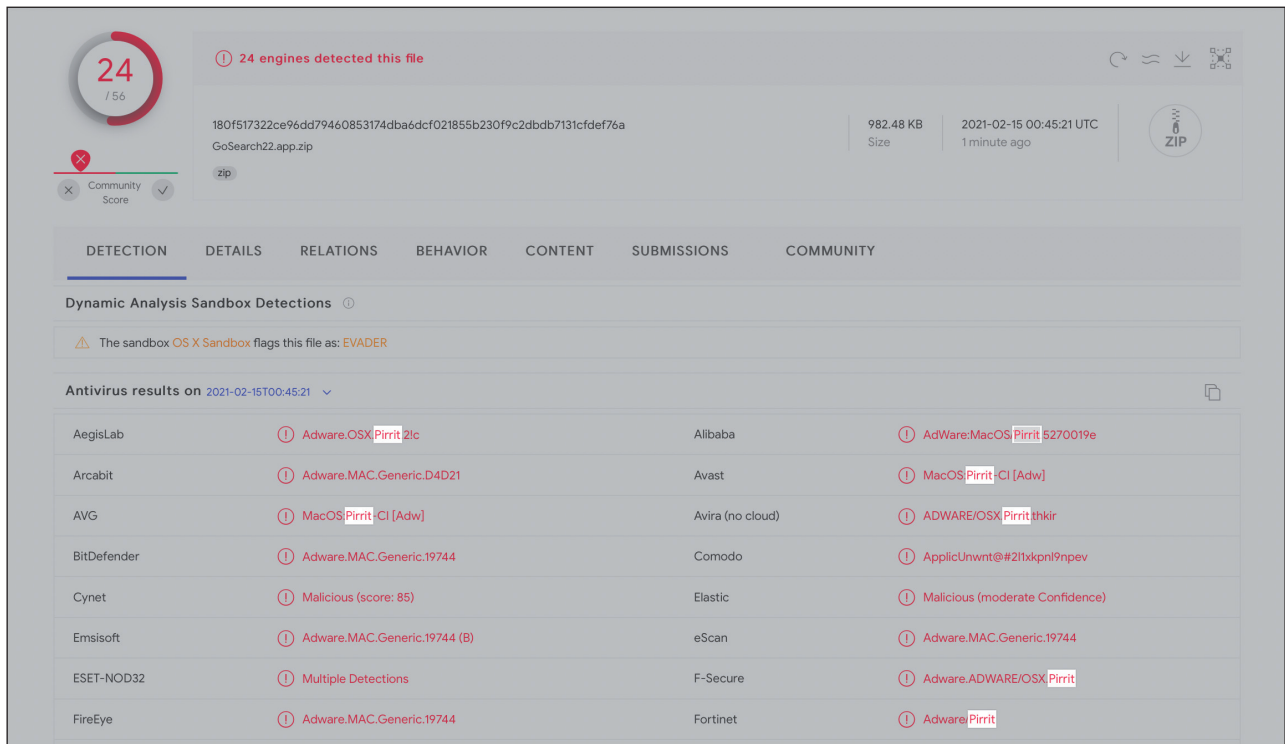 24
/ 56
24 engines detected this file
180f517322ce96dd79460853174dba6dcf021855b230f9c2dbdb7131cfdef76a
GoSearch22.app.zip
zip
982.48 KB
Size
2021-02-15 00:45:21 UTC
1 minute ago
ZIP
Community
Score
DETECTION DETAILS RELATIONS BEHAVIOR CONTENT SUBMISSIONS COMMUNITY
Dynamic Analysis Sandbox Detections
The sandbox OS X Sandbox flags this file as: EVADER
Antivirus results on 2021-02-15T00:45:21
AegisLab Adware.OSX.Pirrit.2!c Alibaba AdWare:MacOS/Pirrit.5270019e
Arcabit Adware.MAC.Generic.D4D21 Avast MacOS:Pirrit-CI [Adw]
AVG MacOS:Pirrit-CI [Adw] Avira (no cloud) ADWARE/OSX.Pirrit.thkir
BitDefender Adware.MAC.Generic.19744 Comodo ApplicUnwnt@#2l1xkpnl9npev
Cynet Malicious (score: 85) Elastic Malicious (moderate Confidence)
Emsisoft Adware.MAC.Generic.19744 (B) eScan Adware.MAC.Generic.19744
ESET-NOD32 Multiple Detections F-Secure Adware.ADWARE/OSX.Pirrit
FireEye Adware.MAC.Generic.19744 Fortinet Adware/Pirrit